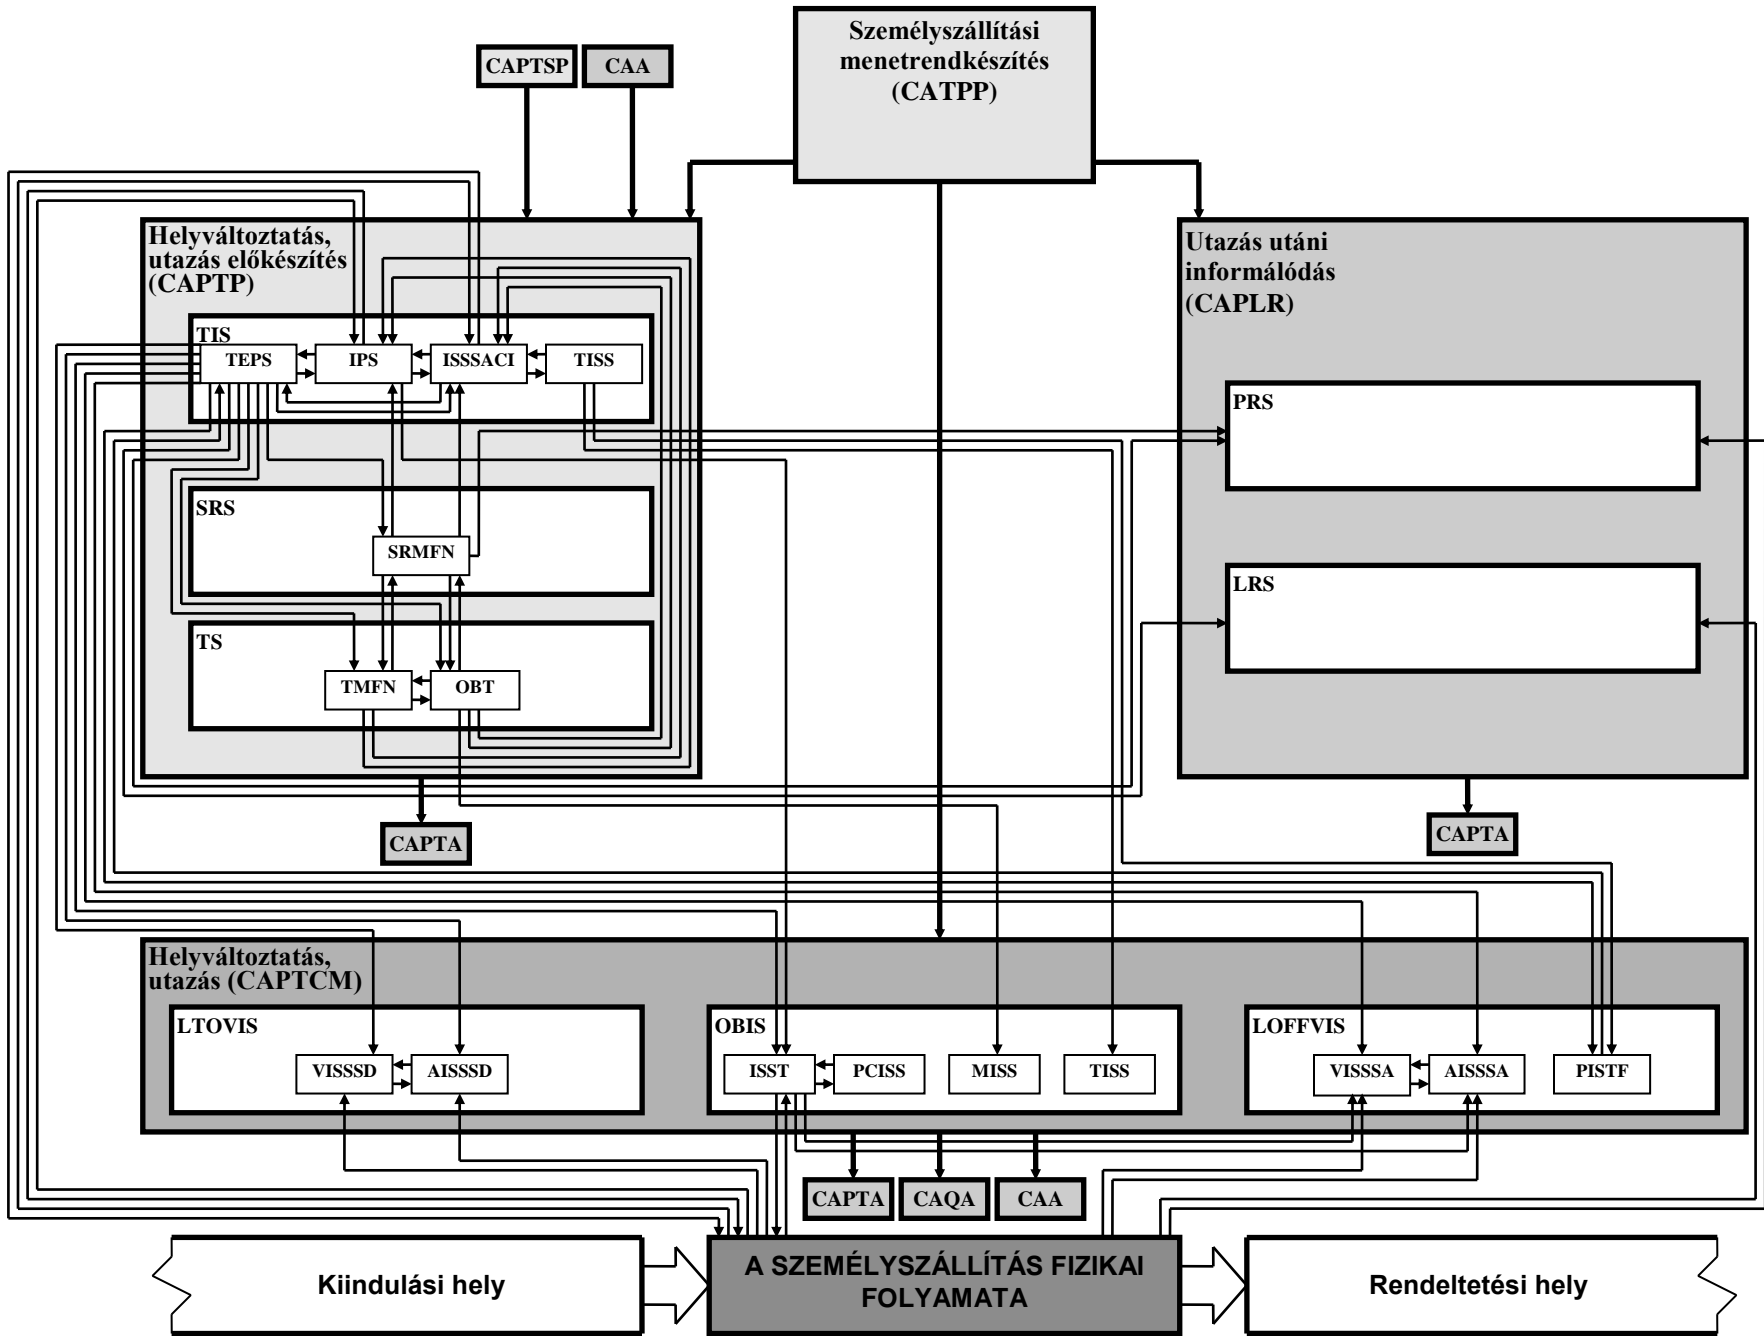 Személyszállítási
menetrendkészítés
(CATPP)
CAPTSP
CAA
Helyváltoztatás,
utazás előkészítés
(CAPTP)
TIS
TEPS
IPS
ISSSACI
TISS
SRS
SRMFN
TS
TMFN
OBT
CAPTA
Utazás utáni
informálódás
(CAPLR)
PRS
LRS
CAPTA
Helyváltoztatás,
utazás (CAPTCM)
LTOVIS
VISSSD
AISSSD
OBIS
ISST
PCISS
MISS
TISS
LOFFVIS
VISSSA
AISSSA
PISTF
CAPTA
CAQA
CAA
Kiindulási hely
A SZEMÉLYSZÁLLÍTÁS FIZIKAI
FOLYAMATA
Rendeltetési hely